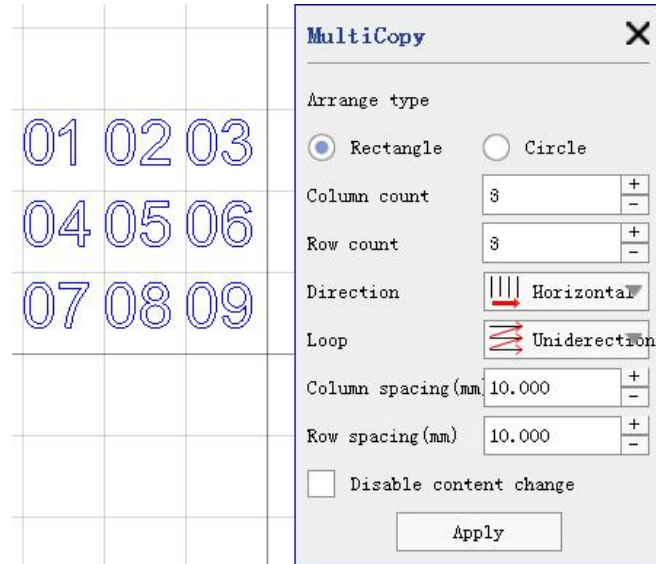 01 02 03
04 05 06
07 08 09
MultiCopy
Arrange type
Rectangle Circle
Column count 3
Row count 3
Direction Horizontal
Loop Uniderection
Column spacing(mm) 10.000
Row spacing(mm) 10.000
Disable content change
Apply